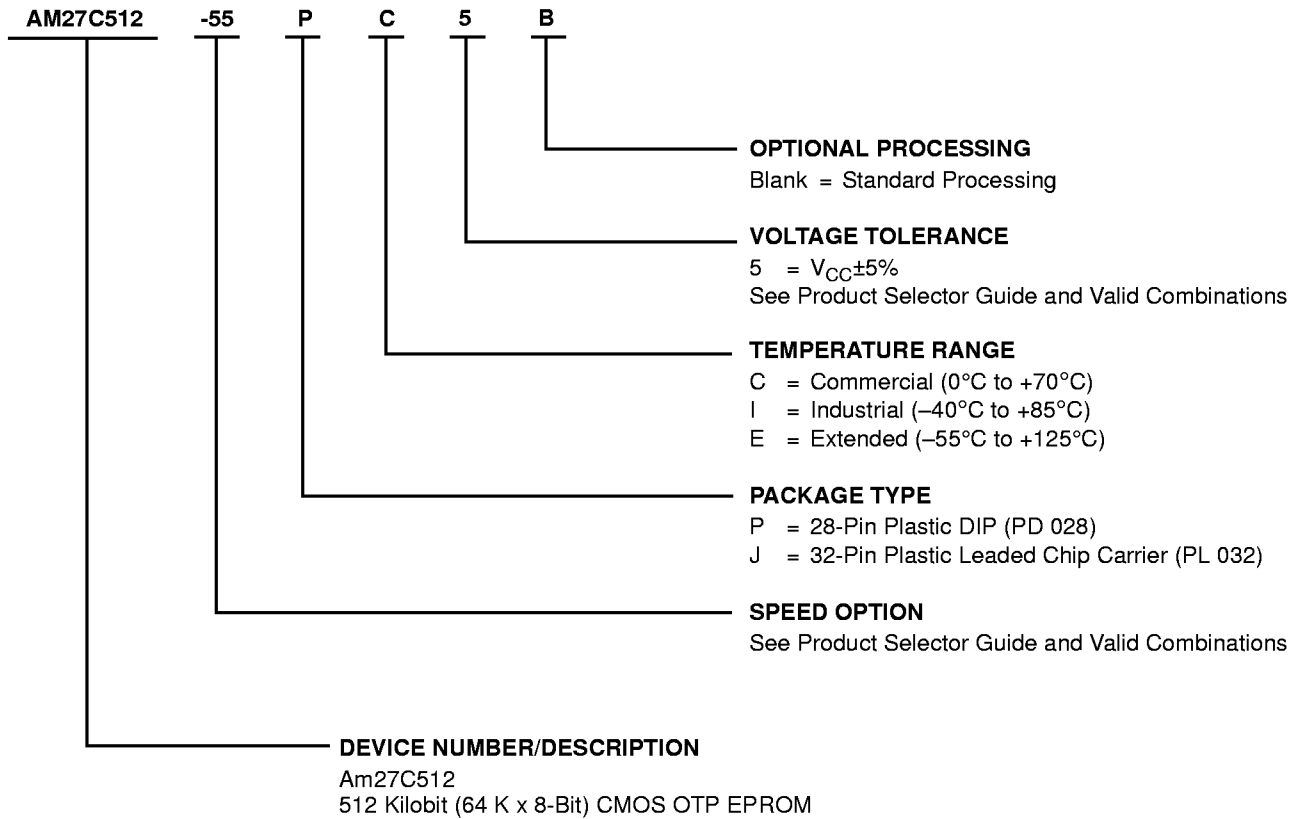 AM27C512 -55 P C 5 B
OPTIONAL PROCESSING
Blank = Standard Processing
VOLTAGE TOLERANCE
5 = VCC±5%
See Product Selector Guide and Valid Combinations
TEMPERATURE RANGE
C = Commercial (0°C to +70°C)
I = Industrial (–40°C to +85°C)
E = Extended (–55°C to +125°C)
PACKAGE TYPE
P = 28-Pin Plastic DIP (PD 028)
J = 32-Pin Plastic Leaded Chip Carrier (PL 032)
SPEED OPTION
See Product Selector Guide and Valid Combinations
DEVICE NUMBER/DESCRIPTION
Am27C512
512 Kilobit (64 K x 8-Bit) CMOS OTP EPROM